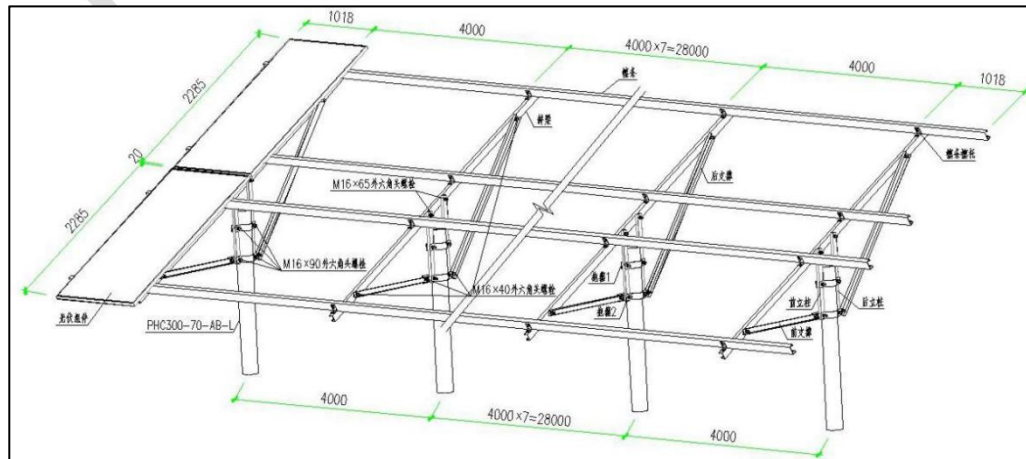 1018
4000
4000×7=28000
4000
1018
2285
20
2285
檩条
斜梁
檩条檩托
后支撑
M16×65外六角头螺栓
M16×90外六角头螺栓
M16×40外六角头螺栓
抱箍1
抱箍2
前立柱
后立柱
前支撑
光伏组件
PHC300-70-AB-L
4000
4000×7=28000
4000